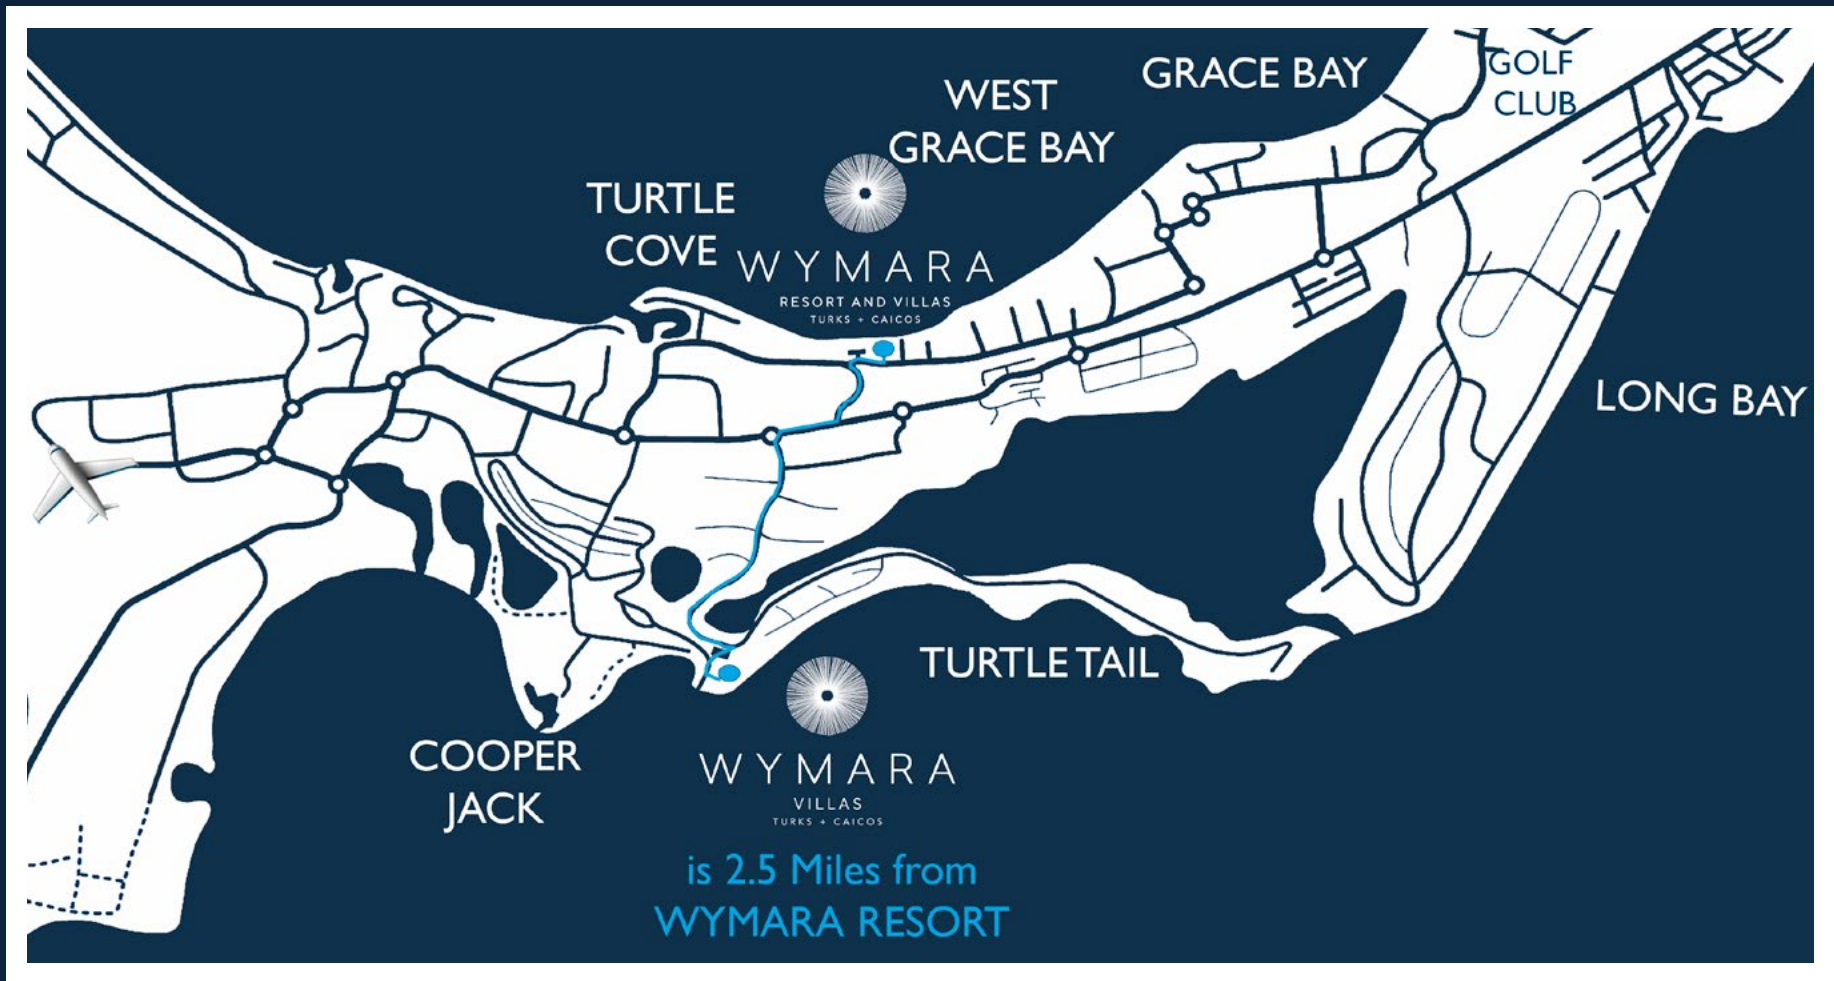 GRACE BAY
GOLF
CLUB
WEST
GRACE BAY
TURTLE
COVE
WYMARA
RESORT AND VILLAS
TURKS + CAICOS
LONG BAY
TURTLE TAIL
COOPER
JACK
WYMARA
VILLAS
TURKS + CAICOS
is 2.5 Miles from
WYMARA RESORT